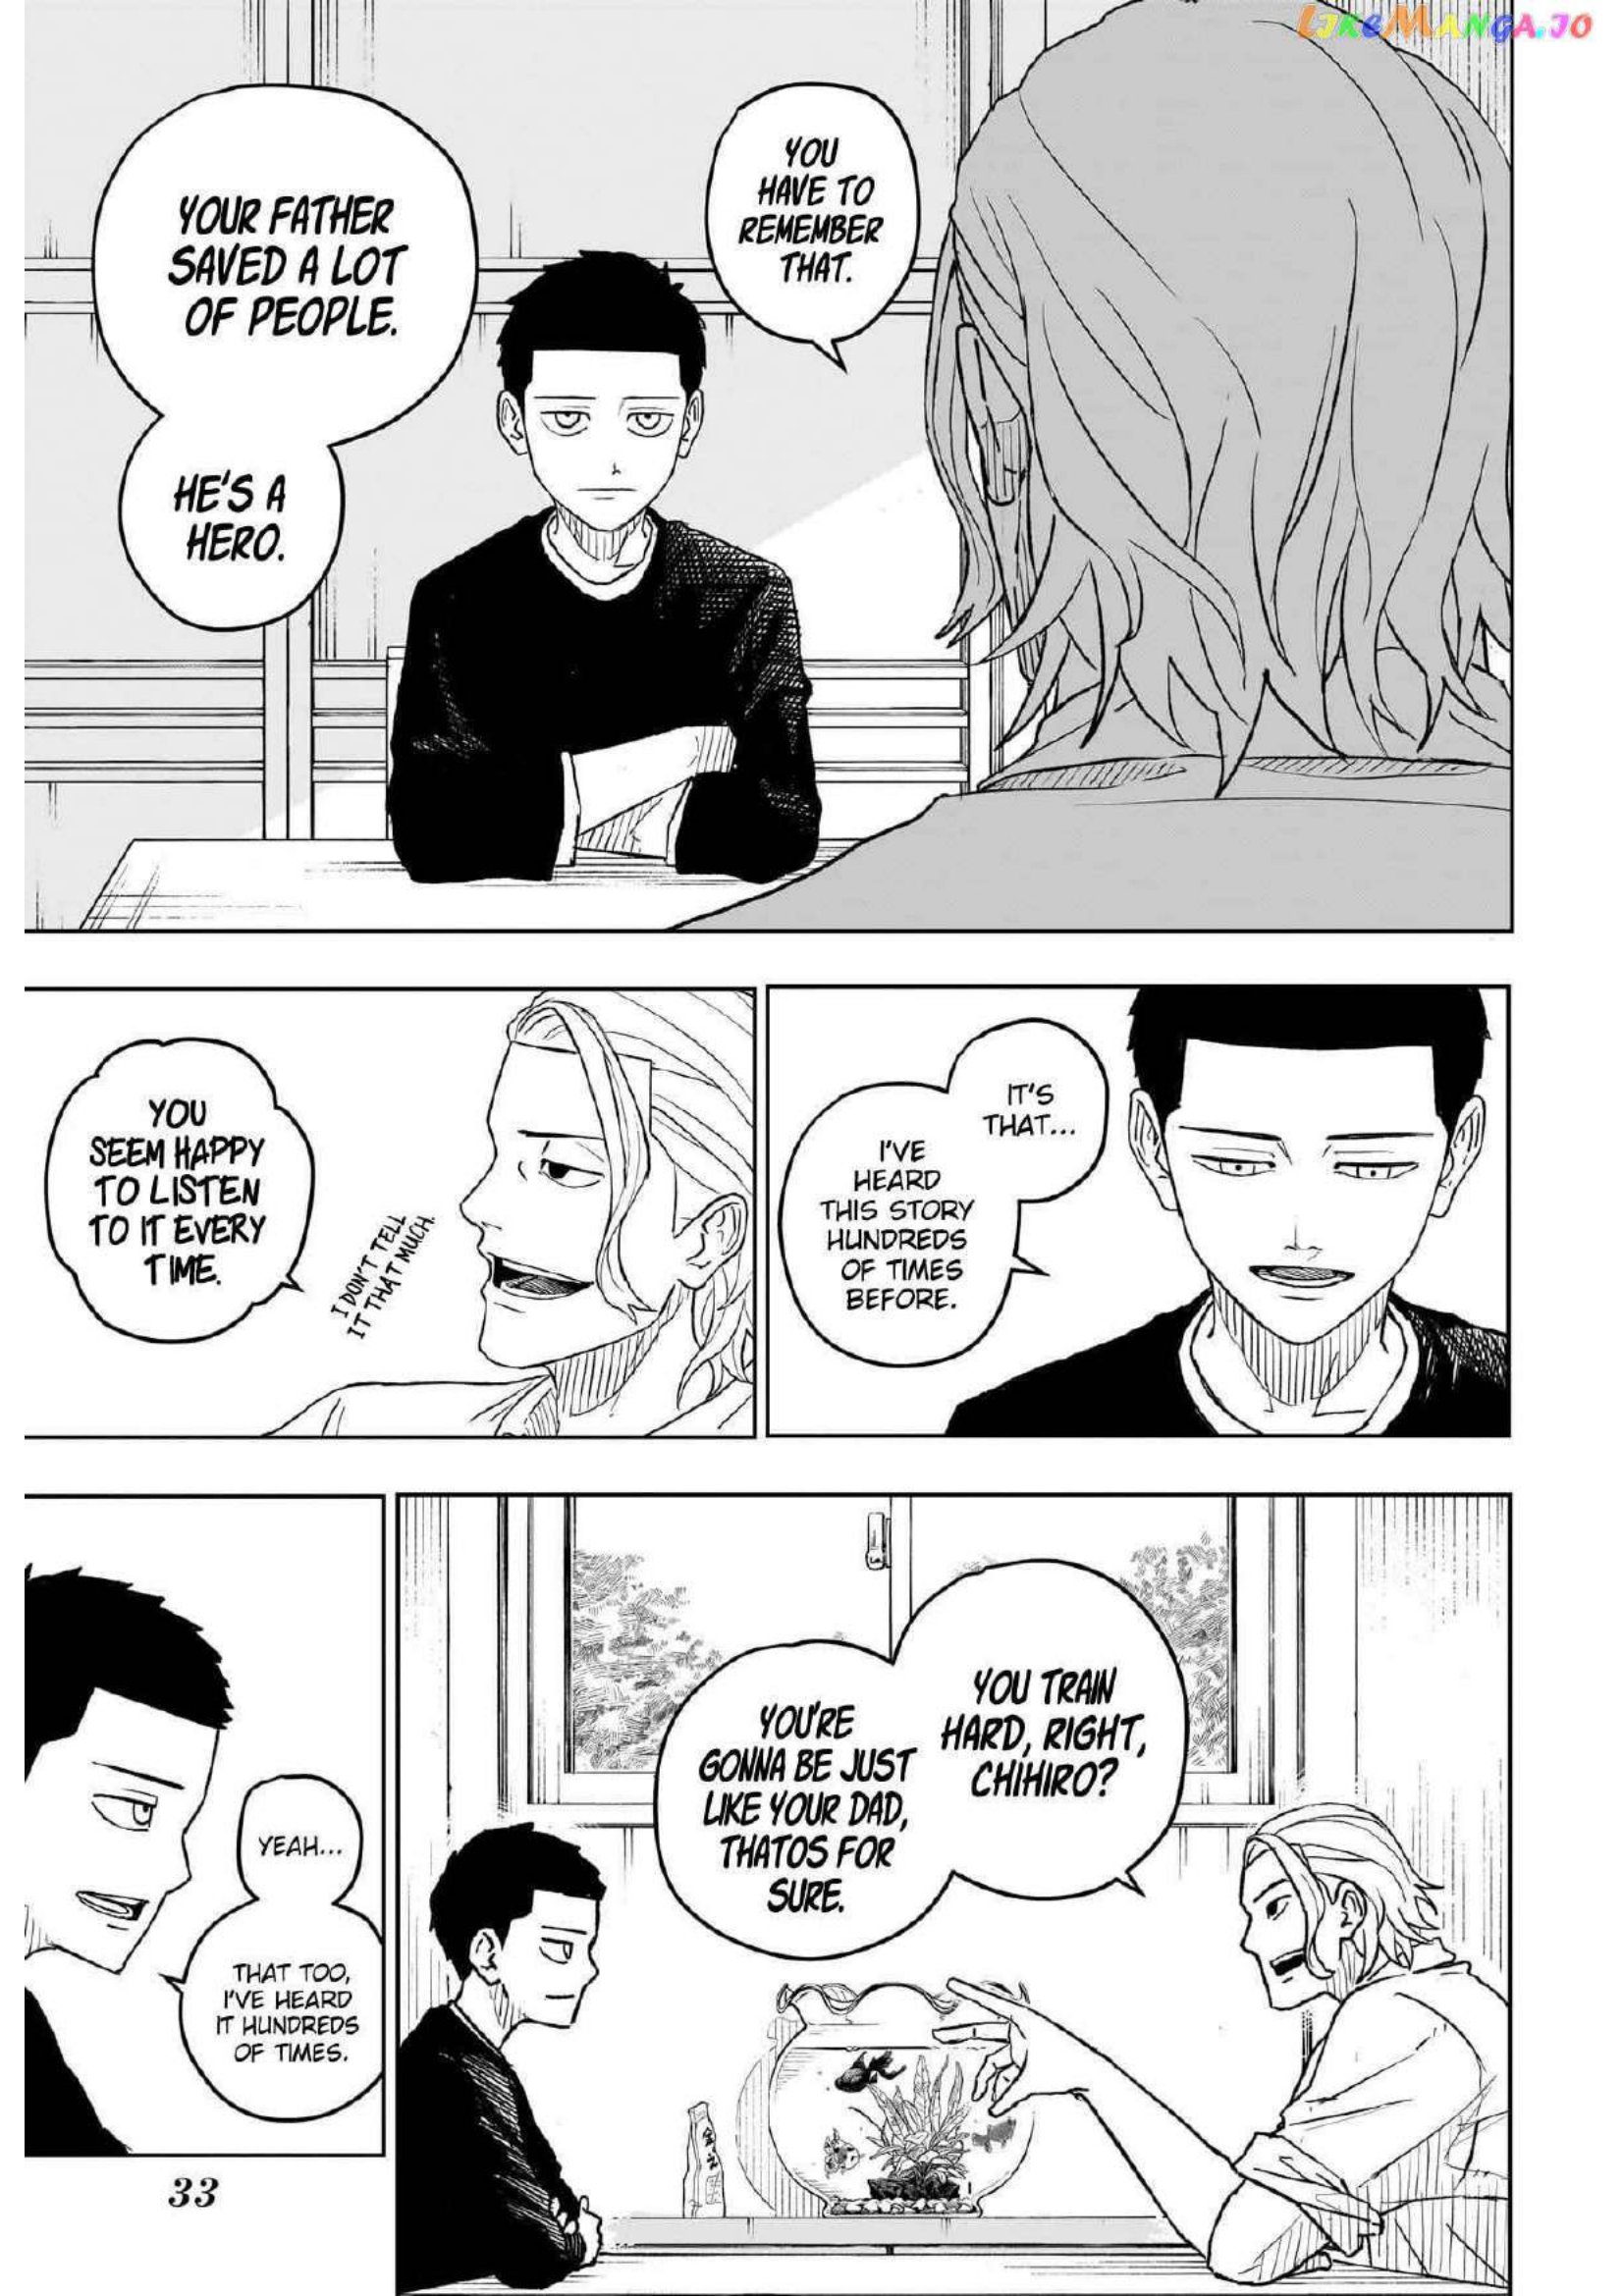 LIKEMANGA.IO
YOU
HAVE TO
REMEMBER
THAT.
YOUR FATHER
SAVED A LOT
OF PEOPLE.
HE'S A
HERO.
IT'S
THAT...
I'VE
HEARD
THIS STORY
HUNDREDS
OF TIMES
BEFORE.
YOU
SEEM HAPPY
TO LISTEN
TO IT EVERY
TIME.
I DON'T TELL
IT THAT MUCH.
YOU TRAIN
HARD, RIGHT,
CHIHIRO?
YOU'RE
GONNA BE JUST
LIKE YOUR DAD,
THATOS FOR
SURE.
YEAH...
THAT TOO,
I'VE HEARD
IT HUNDREDS
OF TIMES.
33